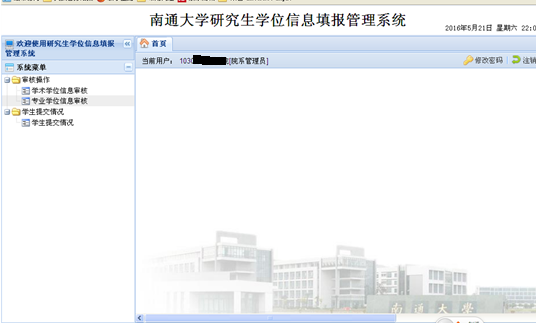 南通大学研究生学位信息填报管理系统
2016年5月21日 星期六 22:0
欢迎使用研究生学位信息填报管理系统
首页
系统菜单
当前用户： 1030 [院系管理员]
修改密码 注销
审核操作
学术学位信息审核
专业学位信息审核
学生提交情况
学生提交情况
南通大学